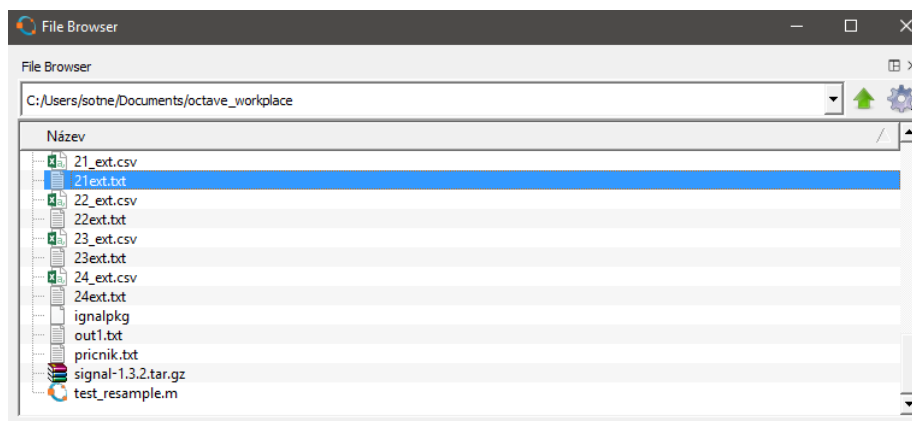 File Browser
File Browser
C:/Users/sotne/Documents/octave_workplace
Název
21_ext.csv
21ext.txt
22_ext.csv
22ext.txt
23_ext.csv
23ext.txt
24_ext.csv
24ext.txt
ignalpkg
out1.txt
pricnik.txt
signal-1.3.2.tar.gz
test_resample.m